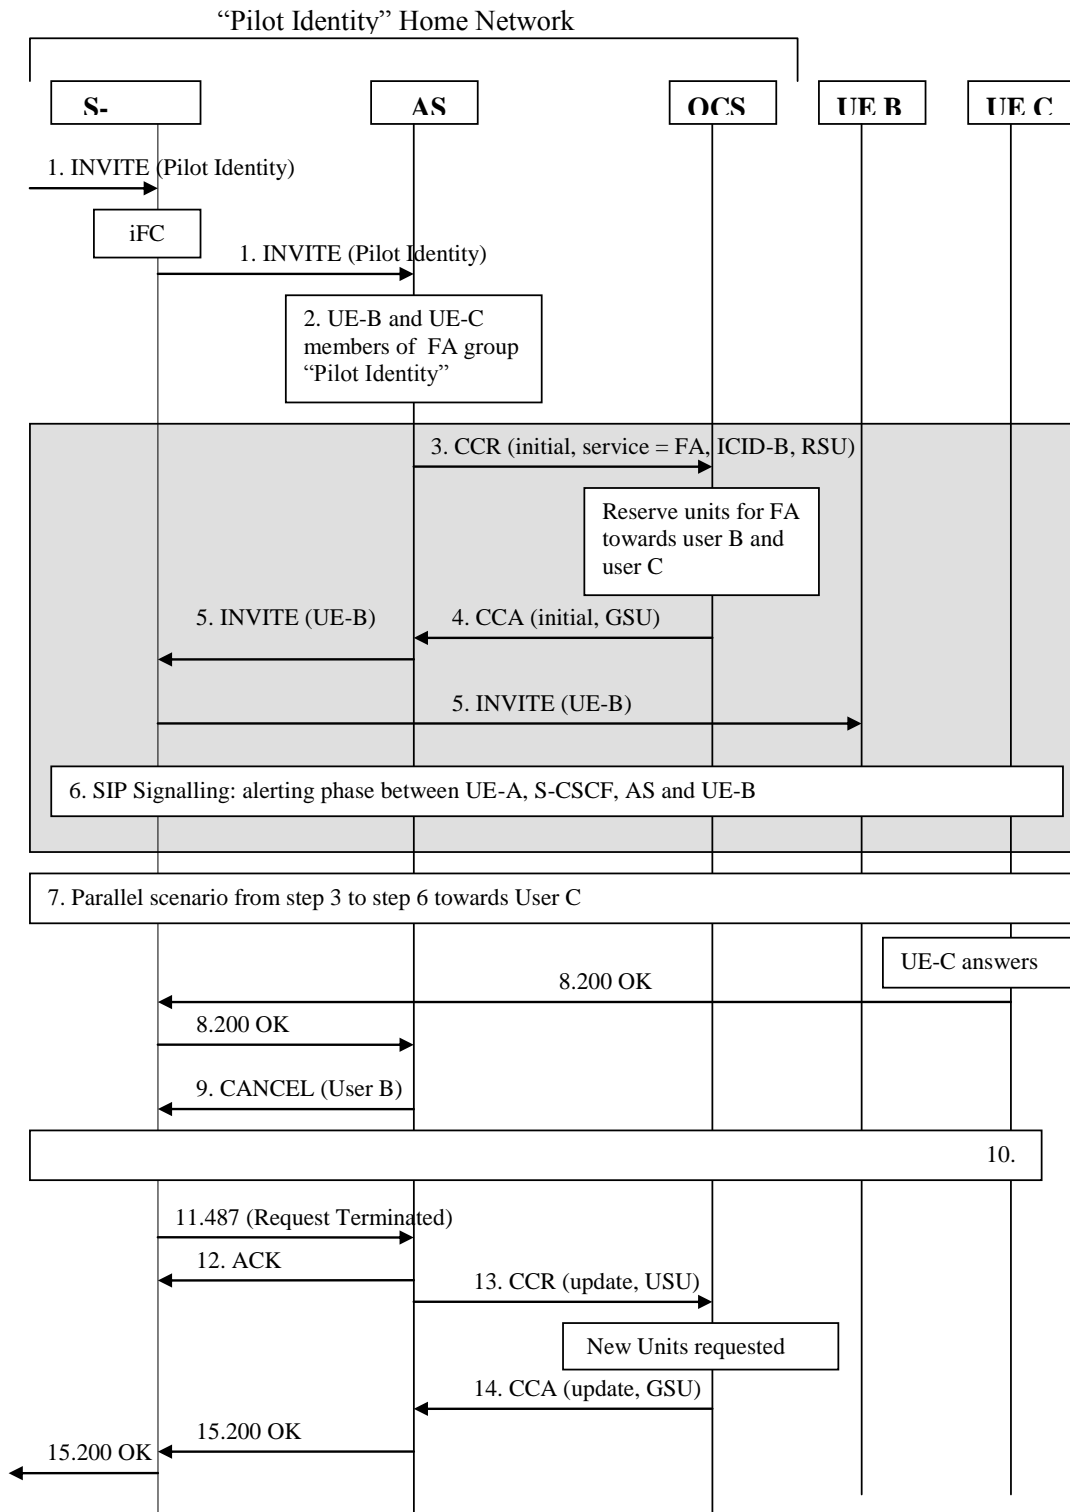 “Pilot Identity” Home Network
S-
AS
OCS
UE B
UE C
1. INVITE (Pilot Identity)
iFC
1. INVITE (Pilot Identity)
2. UE-B and UE-C
members of FA group
“Pilot Identity”
3. CCR (initial, service = FA, ICID-B, RSU)
Reserve units for FA
towards user B and
user C
5. INVITE (UE-B)
4. CCA (initial, GSU)
5. INVITE (UE-B)
6. SIP Signalling: alerting phase between UE-A, S-CSCF, AS and UE-B
7. Parallel scenario from step 3 to step 6 towards User C
UE-C answers
8.200 OK
8.200 OK
9. CANCEL (User B)
10.
11.487 (Request Terminated)
12. ACK
13. CCR (update, USU)
New Units requested
14. CCA (update, GSU)
15.200 OK
15.200 OK